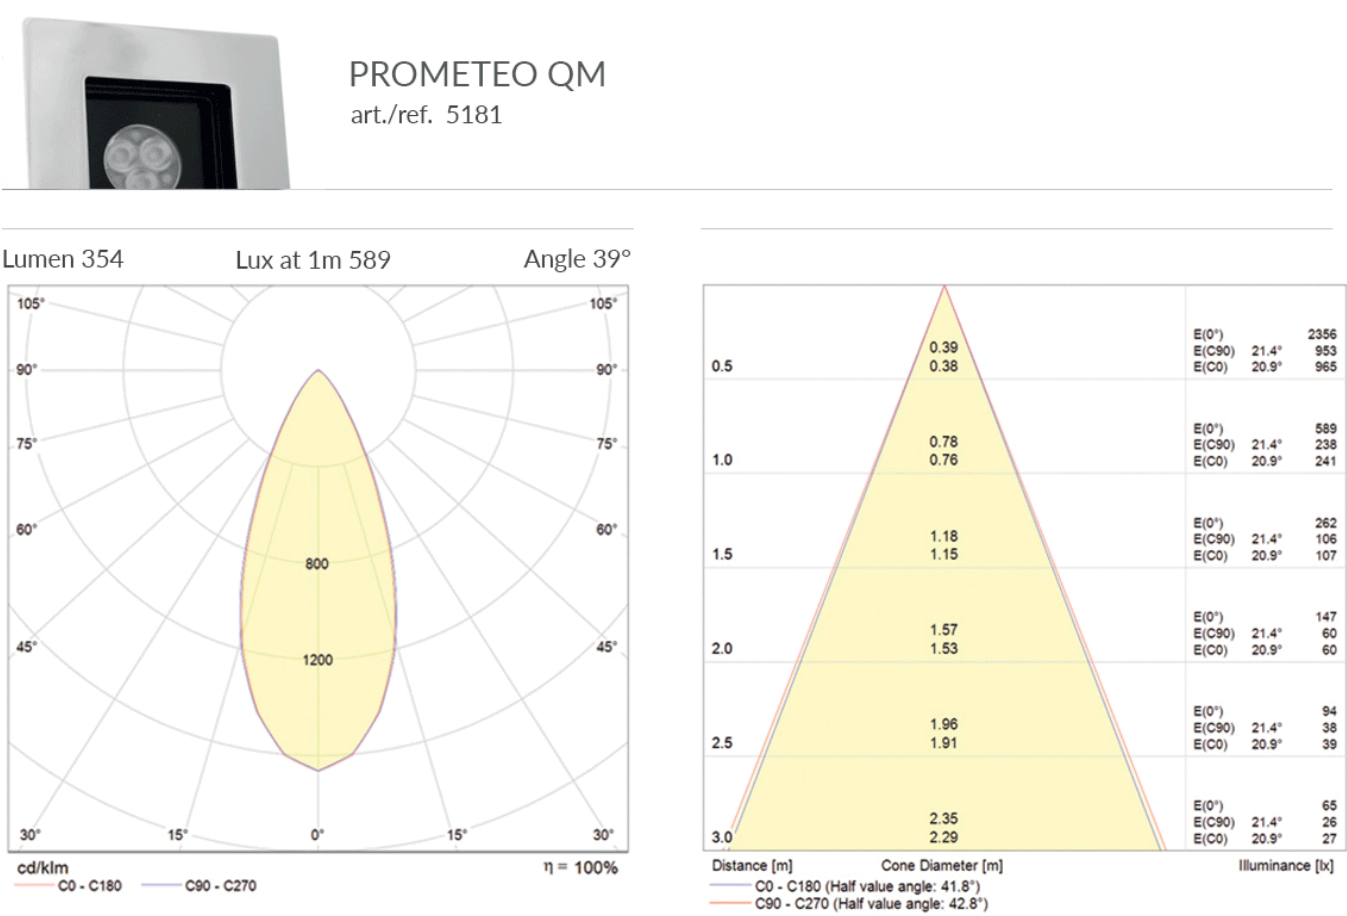 PROMETEO QM
art./ref. 5181
Lumen 354 Lux at 1m 589 Angle 39°
105° 105°
90° 90°
75° 75°
60° 60°
800
45° 45°
1200
30° 15° 0° 15° 30°
cd/klm η = 100%
C0 - C180 C90 - C270
0.39
0.38
0.5
E(0°) 2356
E(C90) 21.4° 953
E(C0) 20.9° 965
0.78
0.76
1.0
E(0°) 589
E(C90) 21.4° 238
E(C0) 20.9° 241
1.18
1.15
1.5
E(0°) 262
E(C90) 21.4° 106
E(C0) 20.9° 107
1.57
1.53
2.0
E(0°) 147
E(C90) 21.4° 60
E(C0) 20.9° 60
1.96
1.91
2.5
E(0°) 94
E(C90) 21.4° 38
E(C0) 20.9° 39
2.35
2.29
3.0
E(0°) 65
E(C90) 21.4° 26
E(C0) 20.9° 27
Distance [m] Cone Diameter [m] Illuminance [lx]
C0 - C180 (Half value angle: 41.8°)
C90 - C270 (Half value angle: 42.8°)